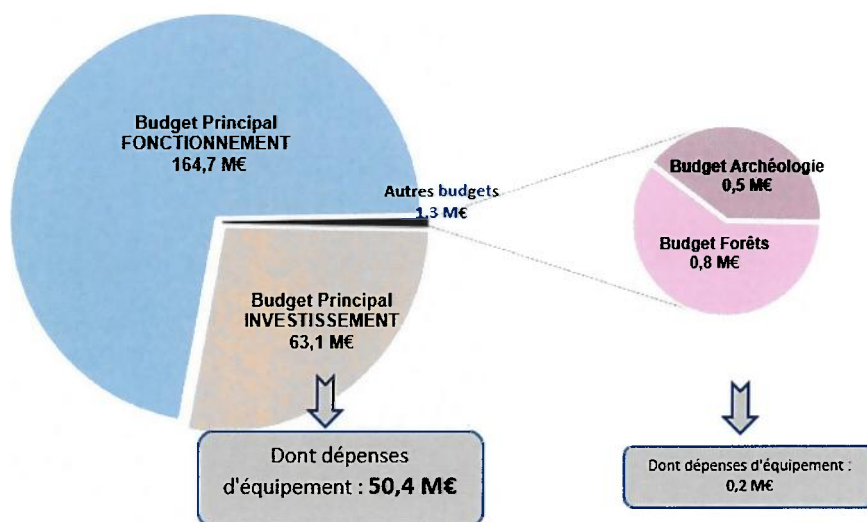 Budget Principal
FONCTIONNEMENT
164,7 M€
Autres budgets
1,3 M€
Budget Archéologie
0,5 M€
Budget Forêts
0,8 M€
Budget Principal
INVESTISSEMENT
63,1 M€
Dont dépenses
d'équipement : 50,4 M€
Dont dépenses d'équipement :
0,2 M€